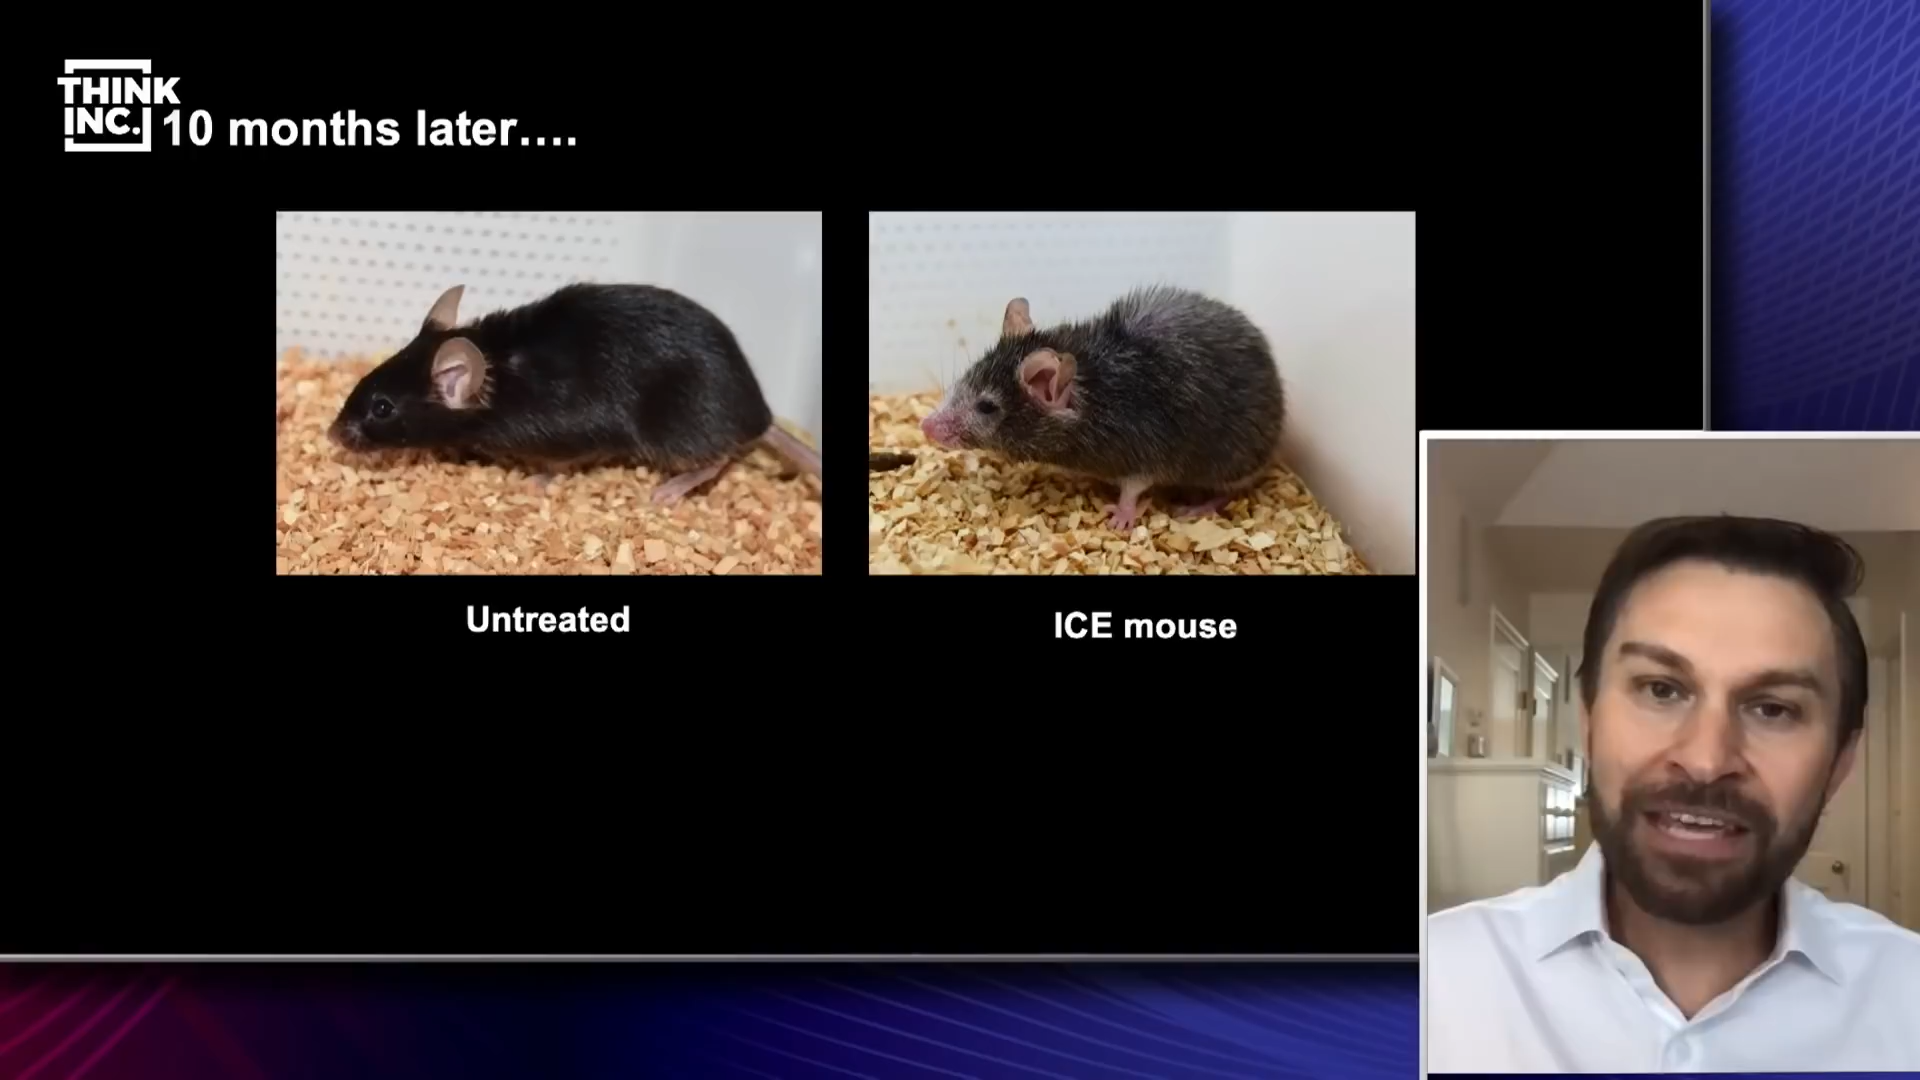 THINK
INC.
10 months later....
Untreated
ICE mouse